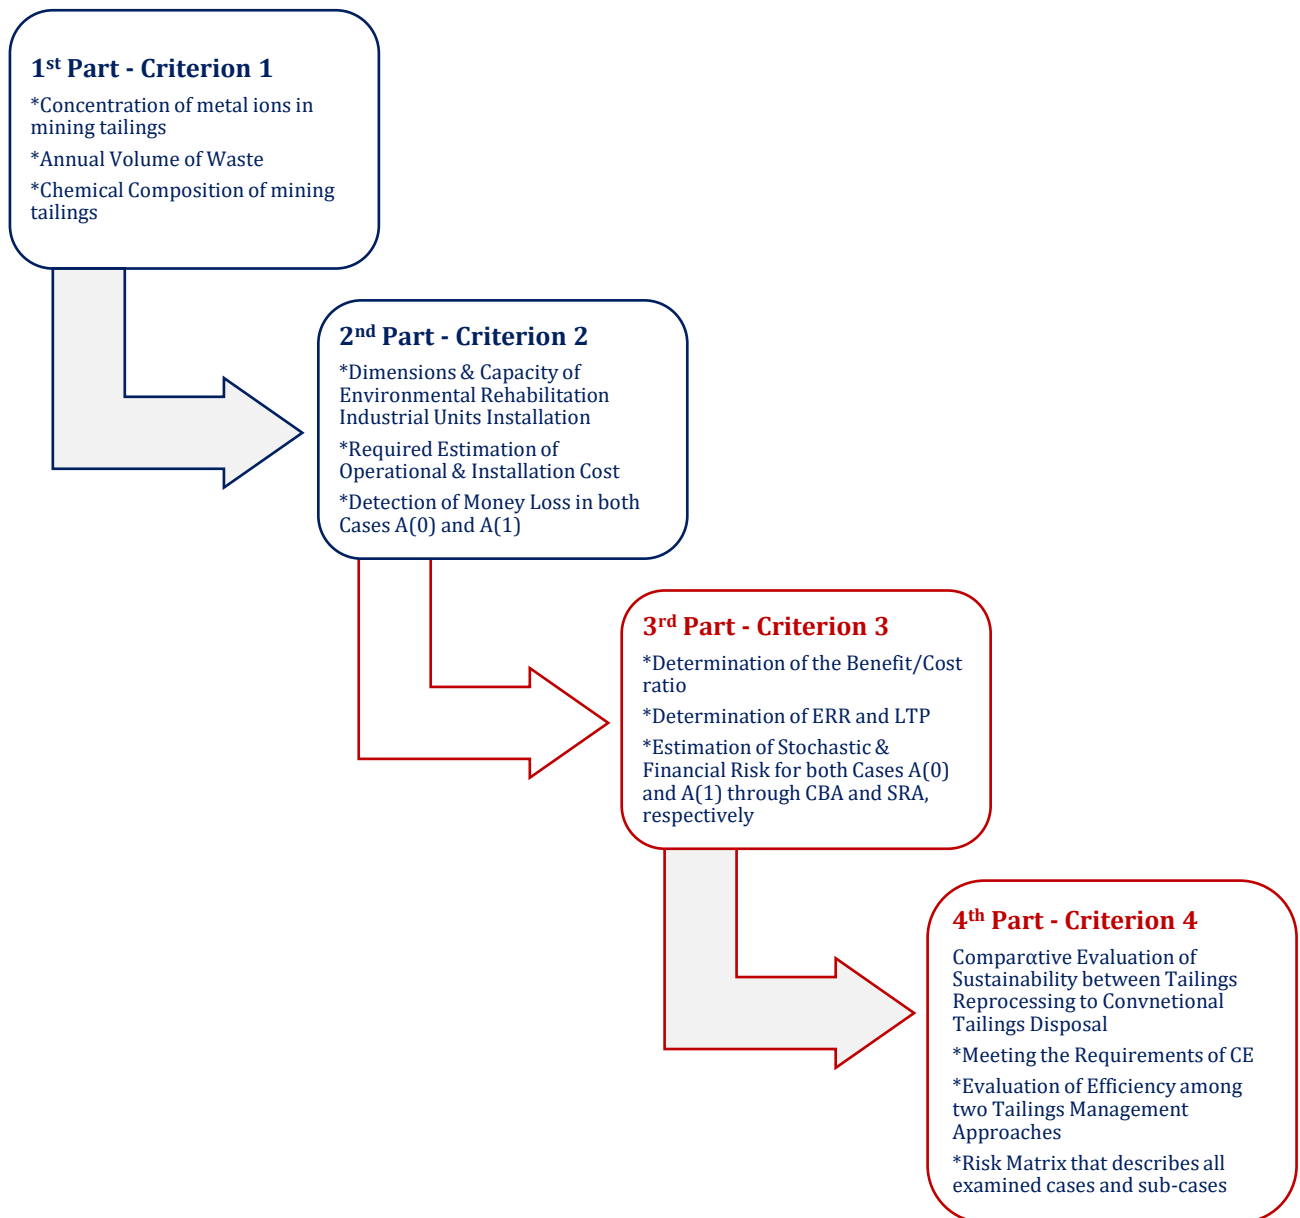 1st Part - Criterion 1
*Concentration of metal ions in
mining tailings
*Annual Volume of Waste
*Chemical Composition of mining
tailings
2nd Part - Criterion 2
*Dimensions & Capacity of
Environmental Rehabilitation
Industrial Units Installation
*Required Estimation of
Operational & Installation Cost
*Detection of Money Loss in both
Cases A(0) and A(1)
3rd Part - Criterion 3
*Determination of the Benefit/Cost
ratio
*Determination of ERR and LTP
*Estimation of Stochastic &
Financial Risk for both Cases A(0)
and A(1) through CBA and SRA,
respectively
4th Part - Criterion 4
Comparαtive Evaluation of
Sustainability between Tailings
Reprocessing to Convnetional
Tailings Disposal
*Meeting the Requirements of CE
*Evaluation of Efficiency among
two Tailings Management
Approaches
*Risk Matrix that describes all
examined cases and sub-cases